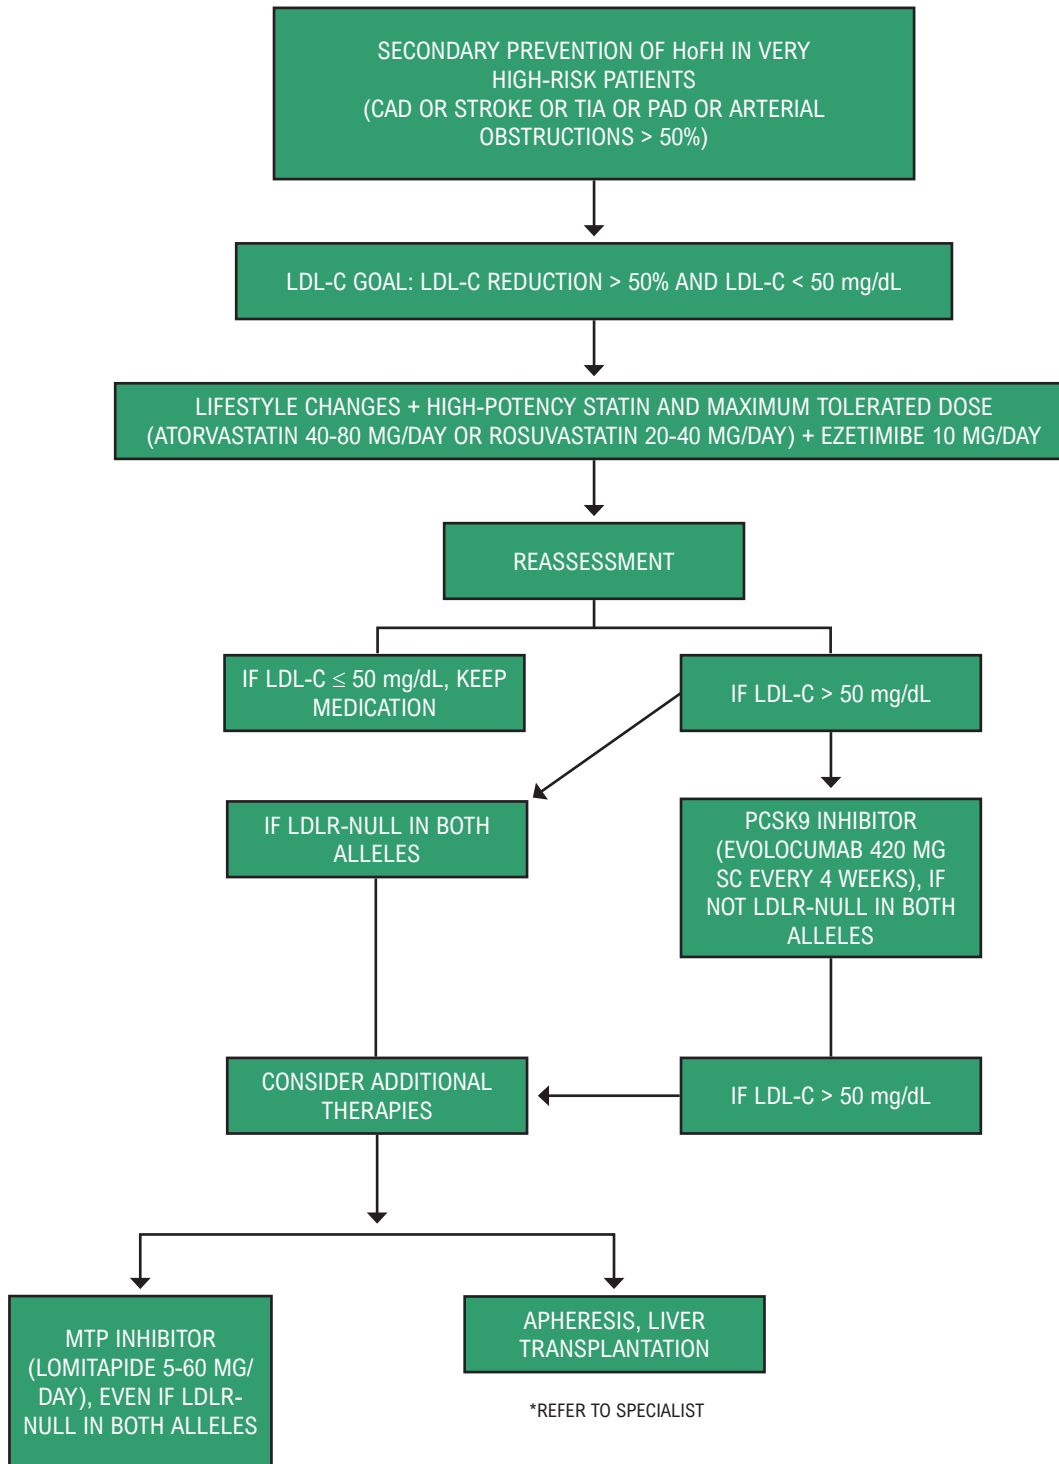 SECONDARY PREVENTION OF HoFH IN VERY
HIGH-RISK PATIENTS
(CAD OR STROKE OR TIA OR PAD OR ARTERIAL
OBSTRUCTIONS > 50%)
LDL-C GOAL: LDL-C REDUCTION > 50% AND LDL-C < 50 mg/dL
LIFESTYLE CHANGES + HIGH-POTENCY STATIN AND MAXIMUM TOLERATED DOSE
(ATORVASTATIN 40-80 MG/DAY OR ROSUVASTATIN 20-40 MG/DAY) + EZETIMIBE 10 MG/DAY
REASSESSMENT
IF LDL-C ≤ 50 mg/dL, KEEP
MEDICATION
IF LDL-C > 50 mg/dL
IF LDLR-NULL IN BOTH
ALLELES
PCSK9 INHIBITOR
(EVOLOCUMAB 420 MG
SC EVERY 4 WEEKS), IF
NOT LDLR-NULL IN BOTH
ALLELES
CONSIDER ADDITIONAL
THERAPIES
IF LDL-C > 50 mg/dL
MTP INHIBITOR
(LOMITAPIDE 5-60 MG/
DAY), EVEN IF LDLR-
NULL IN BOTH ALLELES
APHERESIS, LIVER
TRANSPLANTATION
*REFER TO SPECIALIST